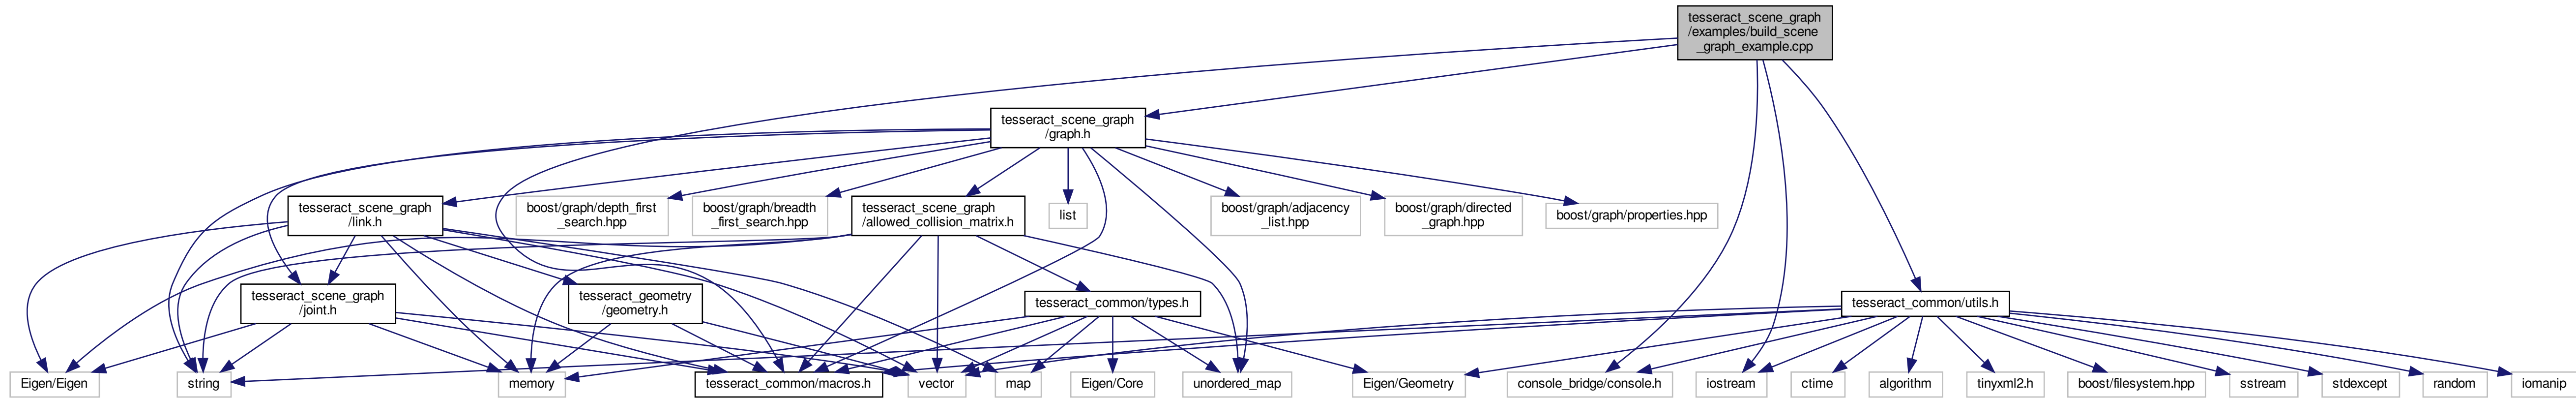 tesseract_scene_graph
/examples/build_scene
_graph_example.cpp
tesseract_scene_graph
/graph.h
tesseract_scene_graph
/link.h
boost/graph/depth_first
_search.hpp
boost/graph/breadth
_first_search.hpp
tesseract_scene_graph
/allowed_collision_matrix.h
list
boost/graph/adjacency
_list.hpp
boost/graph/directed
_graph.hpp
boost/graph/properties.hpp
tesseract_scene_graph
/joint.h
tesseract_geometry
/geometry.h
tesseract_common/types.h
tesseract_common/utils.h
Eigen/Eigen
string
memory
tesseract_common/macros.h
vector
map
Eigen/Core
unordered_map
Eigen/Geometry
console_bridge/console.h
iostream
ctime
algorithm
tinyxml2.h
boost/filesystem.hpp
sstream
stdexcept
random
iomanip